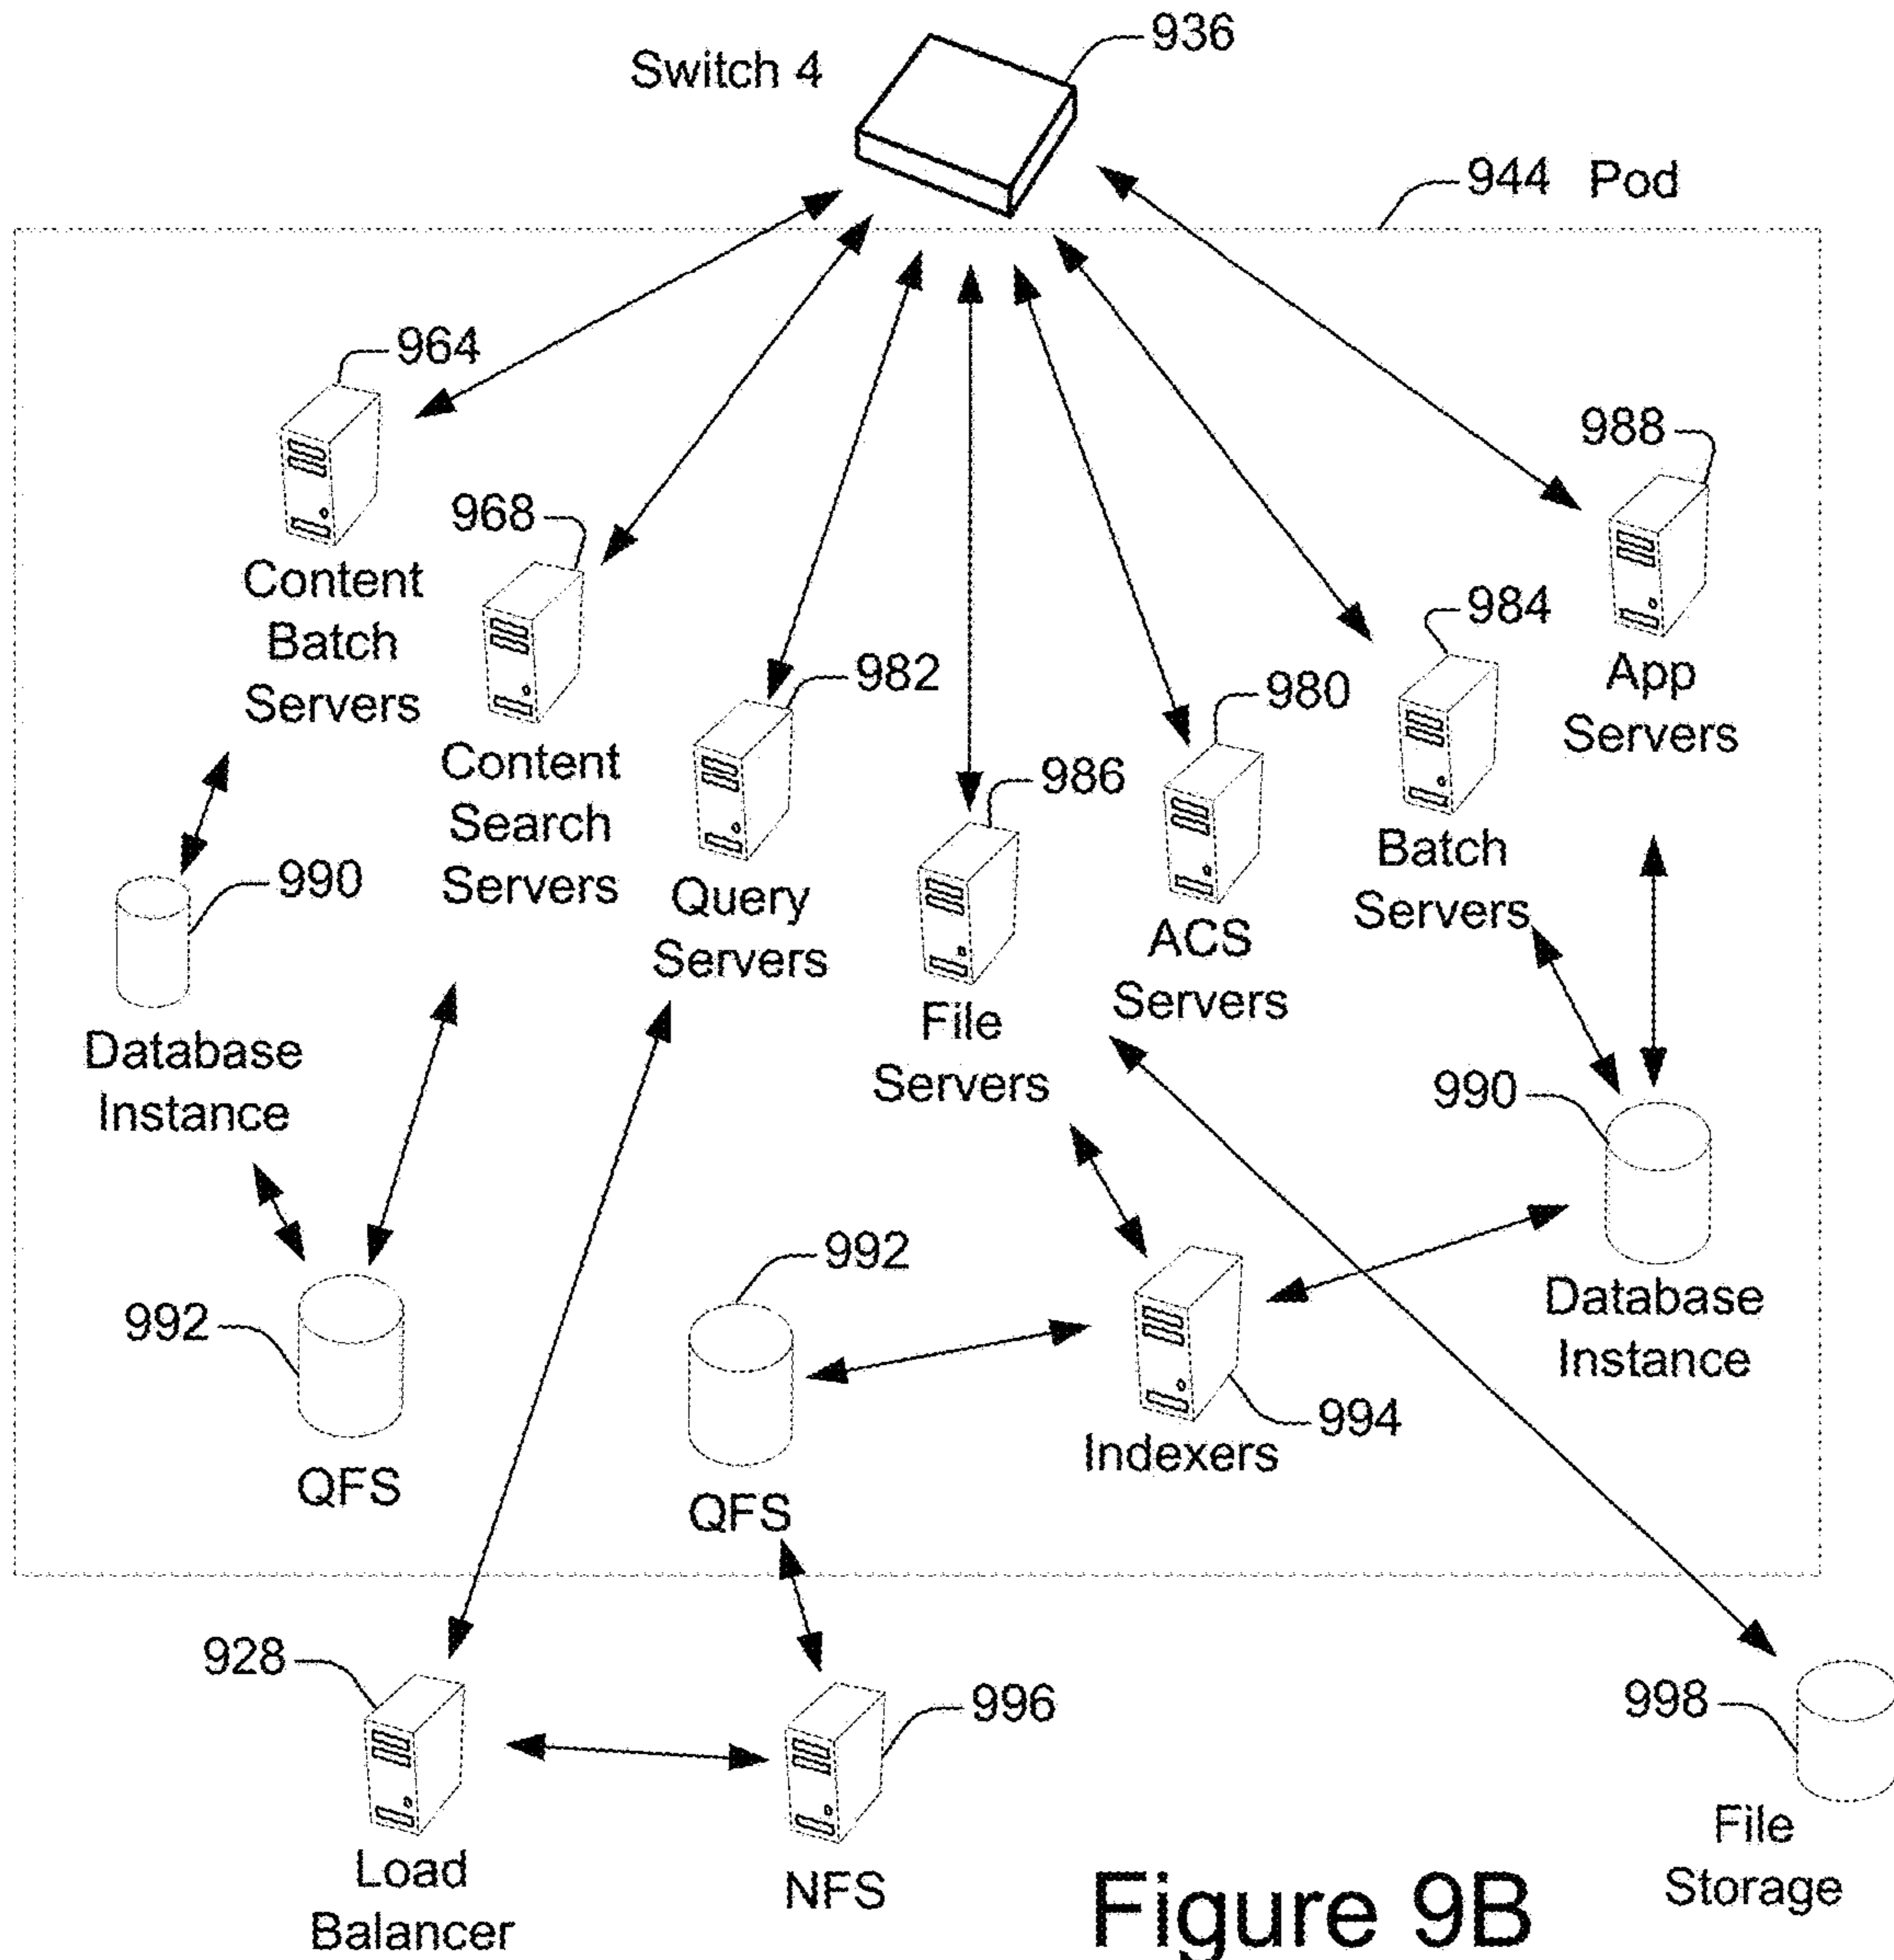 936
Switch 4
944 Pod
964
988
968
Content
Batch
Servers
984
982
980
App
Servers
Content
Search
Servers
986
Batch
Servers
990
Query
Servers
ACS
Servers
File
Servers
Database
Instance
990
992
992
Database
Instance
994
Indexers
QFS
QFS
928
996
998
File
Storage
Load
Balancer
NFS
Figure 9B